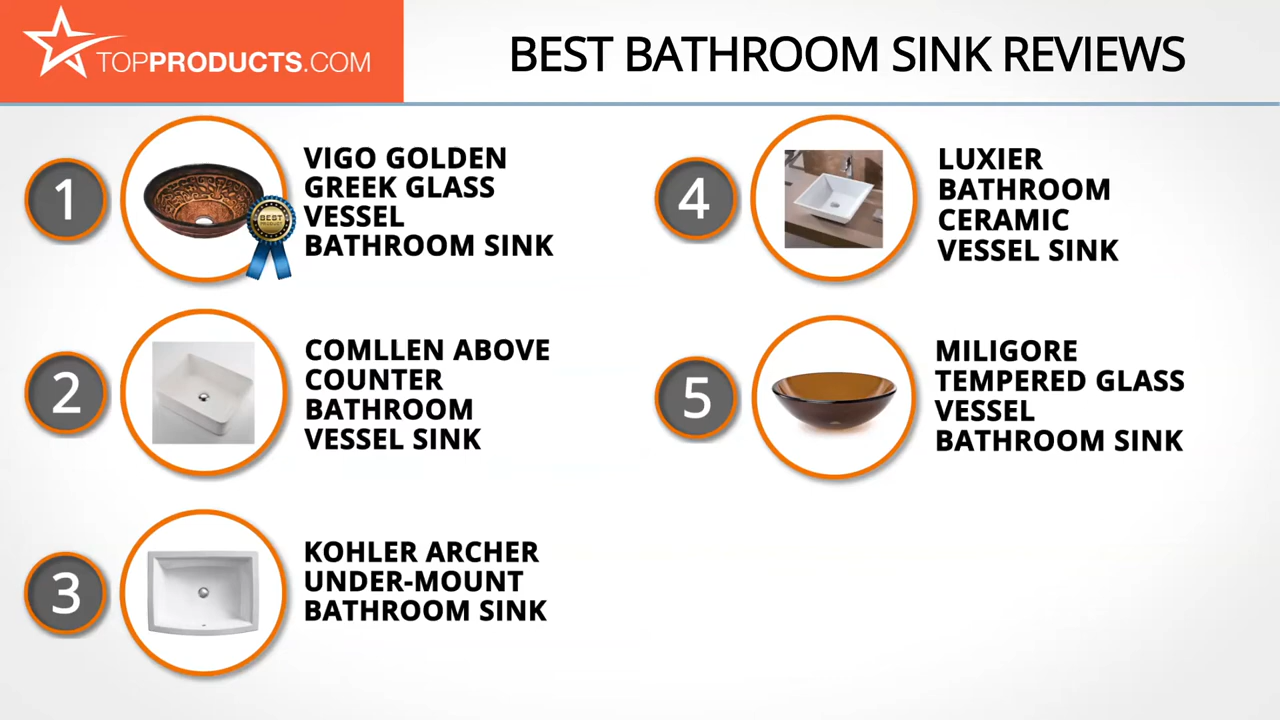 TOPPRODUCTS.COM
BEST BATHROOM SINK REVIEWS
1
VIGO GOLDEN
GREEK GLASS
VESSEL
BATHROOM SINK
BEST
2
COMLLEN ABOVE
COUNTER
BATHROOM
VESSEL SINK
3
KOHLER ARCHER
UNDER-MOUNT
BATHROOM SINK
4
LUXIER
BATHROOM
CERAMIC
VESSEL SINK
5
MILIGORE
TEMPERED GLASS
VESSEL
BATHROOM SINK